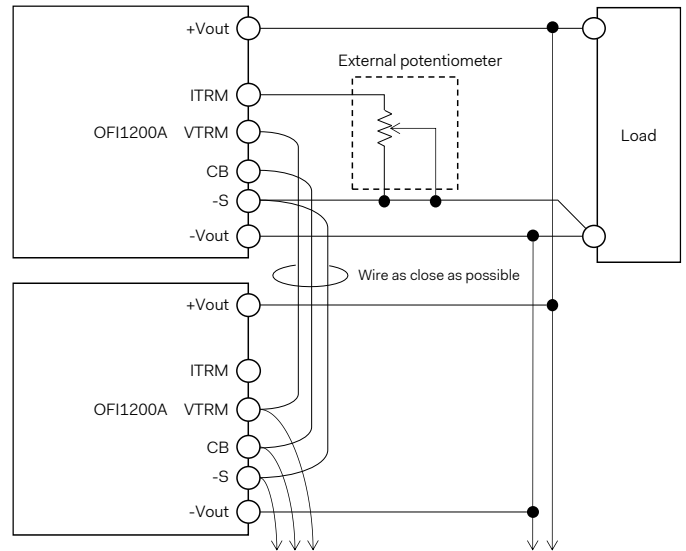 +Vout
External potentiometer
ITRM
OFI1200A VTRM
Load
CB
-S
-Vout
Wire as close as possible
+Vout
ITRM
OFI1200A VTRM
CB
-S
-Vout